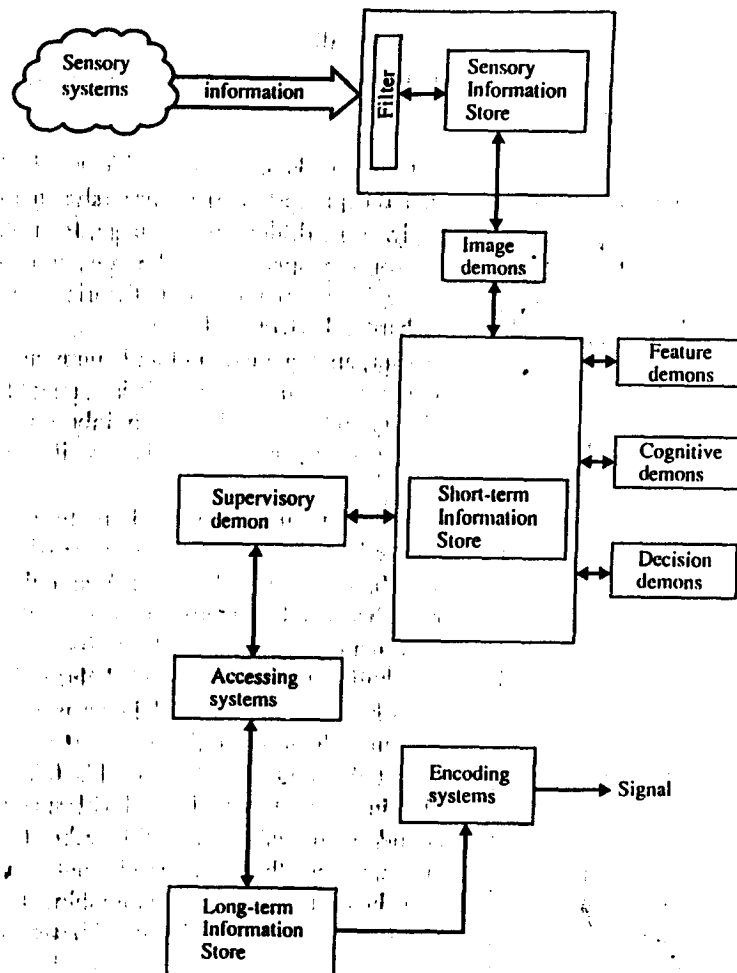 Sensory
systems
information
Filter
Sensory
Information
Store
Image
demons
Feature
demons
Cognitive
demons
Supervisory
demon
Short-term
Information
Store
Decision
demons
Accessing
systems
Encoding
systems
Signal
Long-term
Information
Store